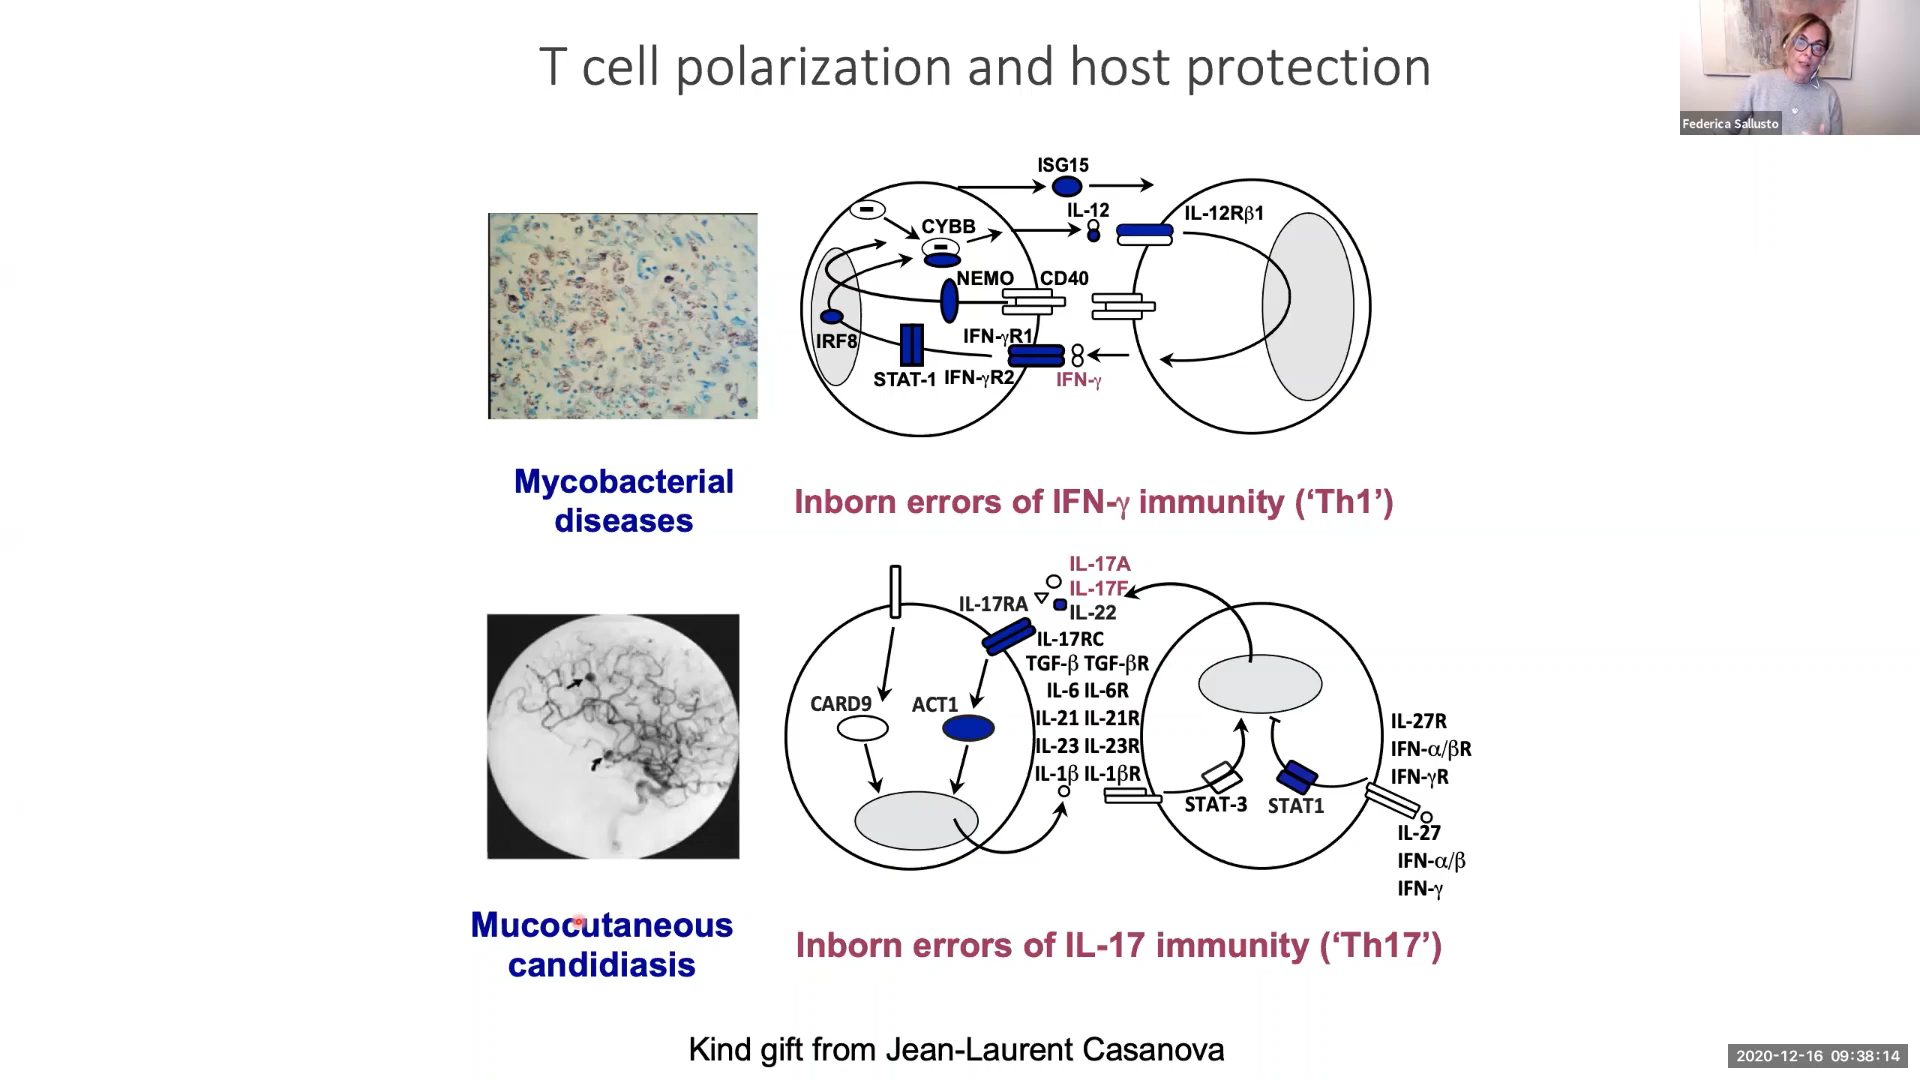 T cell polarization and host protection
Federica Sallusto
ISG15
IL-12
IL-12Rβ1
CYBB
NEMO
CD40
IRF8
IFN-γR1
STAT-1
IFN-γR2
IFN-γ
Mycobacterial
diseases
Inborn errors of IFN-γ immunity (‘Th1’)
IL-17A
IL-17F
IL-22
IL-17RA
IL-17RC
TGF-β TGF-βR
IL-6 IL-6R
IL-21 IL-21R
IL-23 IL-23R
IL-1β IL-1βR
CARD9
ACT1
STAT-3
STAT1
IL-27R
IFN-α/βR
IFN-γR
IL-27
IFN-α/β
IFN-γ
Mucocutaneous
candidiasis
Inborn errors of IL-17 immunity (‘Th17’)
Kind gift from Jean-Laurent Casanova
2020-12-16 09:38:14